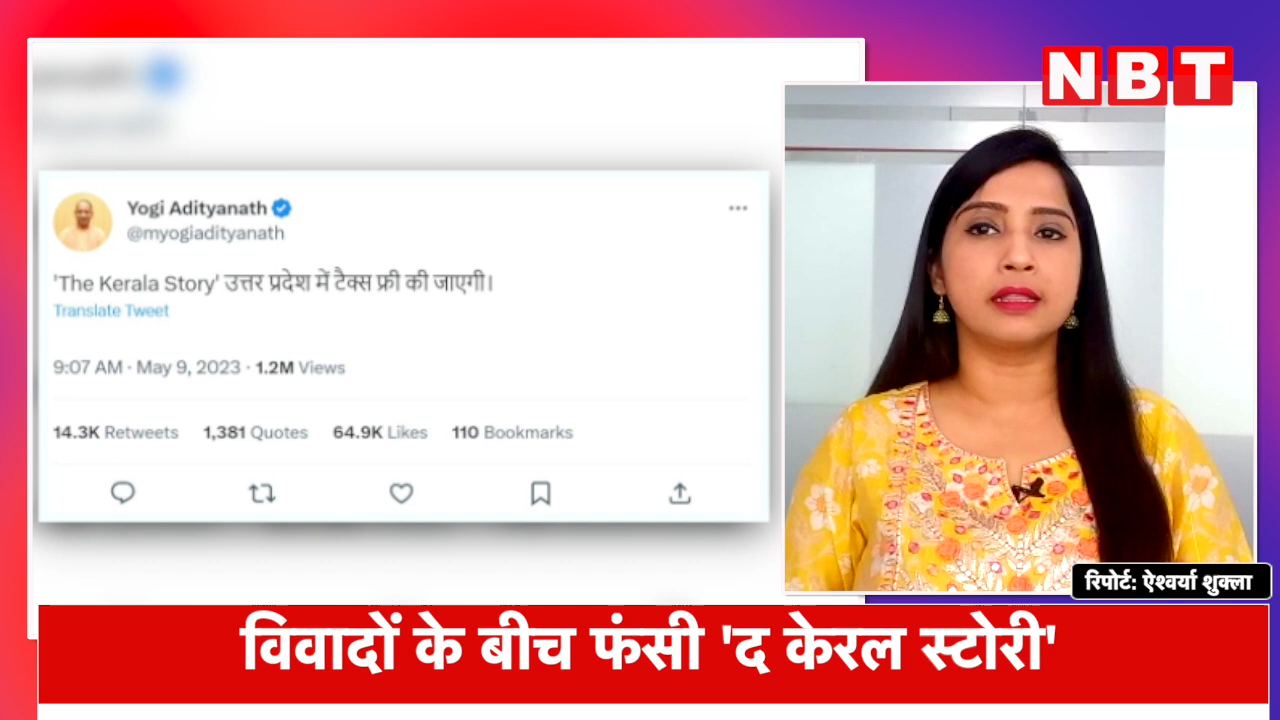 NBT
Yogi Adityanath
@myogiadityanath
'The Kerala Story' उत्तर प्रदेश में टैक्स फ्री की जाएगी।
Translate Tweet
9:07 AM · May 9, 2023 · 1.2M Views
14.3K Retweets 1,381 Quotes 64.9K Likes 110 Bookmarks
रिपोर्ट: ऐश्वर्या शुक्ला
विवादों के बीच फंसी 'द केरल स्टोरी'